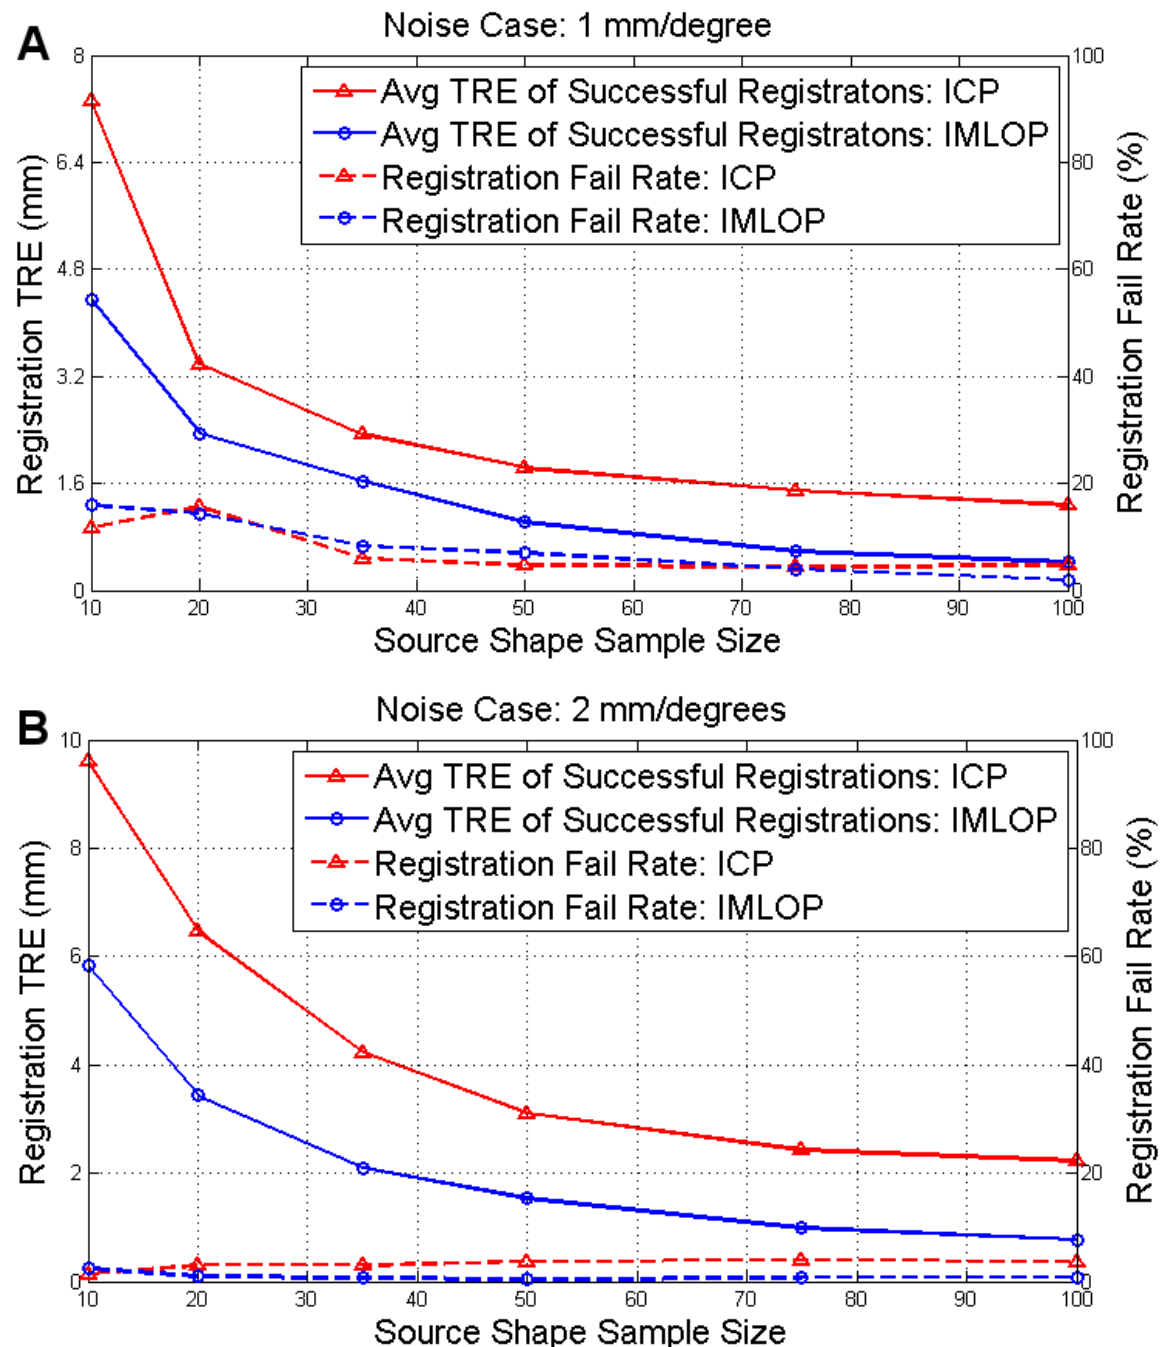 A
Noise Case: 1 mm/degree
8
100
Avg TRE of Successful Registratons: ICP
Avg TRE of Successful Registratons: IMLOP
Registration Fail Rate: ICP
Registration Fail Rate: IMLOP
6.4
80
4.8
60
3.2
40
1.6
20
0
0
Registration TRE (mm)
Registration Fail Rate (%)
10 20 30 40 50 60 70 80 90 100
Source Shape Sample Size
B
Noise Case: 2 mm/degrees
10
100
Avg TRE of Successful Registrations: ICP
Avg TRE of Successful Registrations: IMLOP
Registration Fail Rate: ICP
Registration Fail Rate: IMLOP
8
80
6
60
4
40
2
20
0
0
Registration TRE (mm)
Registration Fail Rate (%)
10 20 30 40 50 60 70 80 90 100
Source Shape Sample Size